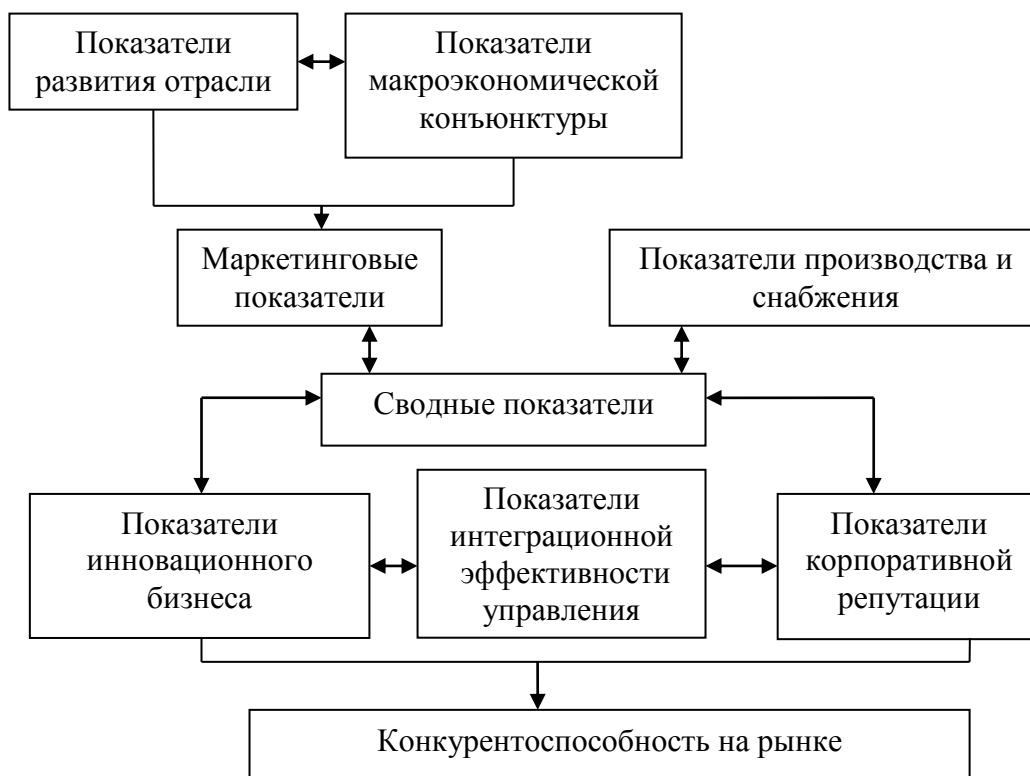 Показатели
развития отрасли
Показатели
макроэкономической
конъюнктуры
Маркетинговые
показатели
Показатели производства и
снабжения
Сводные показатели
Показатели
инновационного
бизнеса
Показатели
интеграционной
эффективности
управления
Показатели
корпоративной
репутации
Конкурентоспособность на рынке